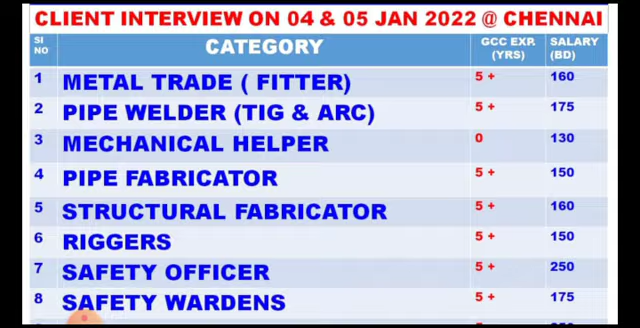 CLIENT INTERVIEW ON 04 & 05 JAN 2022 @ CHENNAI
SI NO CATEGORY GCC EXP. (YRS) SALARY (BD)
1 METAL TRADE ( FITTER) 5 + 160
2 PIPE WELDER (TIG & ARC) 5 + 175
3 MECHANICAL HELPER 0 130
4 PIPE FABRICATOR 5 + 150
5 STRUCTURAL FABRICATOR 5 + 160
6 RIGGERS 5 + 150
7 SAFETY OFFICER 5 + 250
8 SAFETY WARDENS 5 + 175